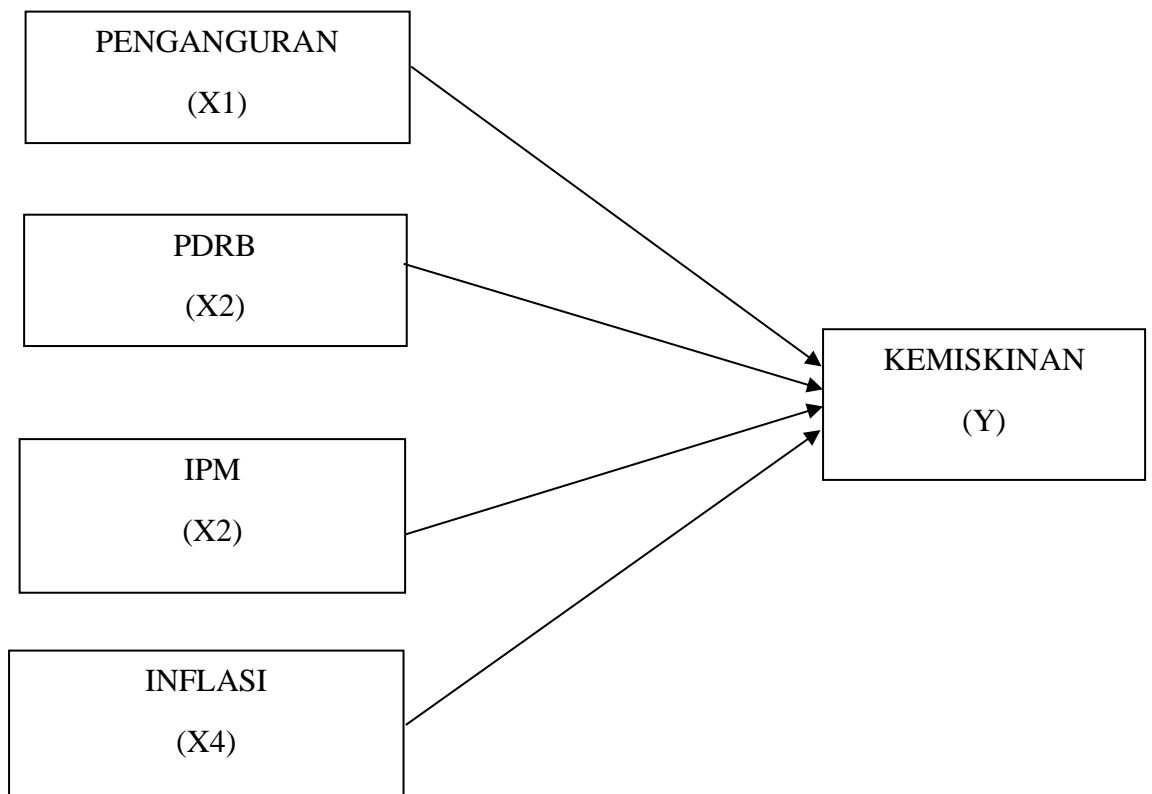 PENGANGURAN
(X1)
PDRB
(X2)
IPM
(X2)
INFLASI
(X4)
KEMISKINAN
(Y)